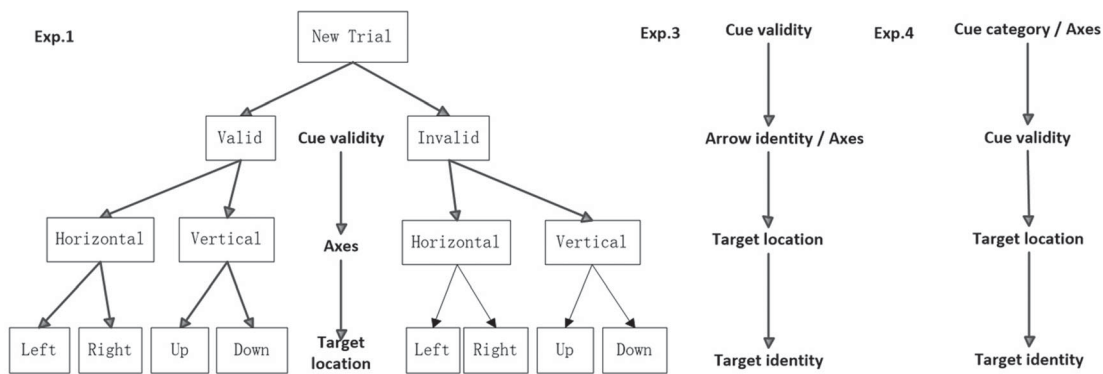 Exp.1
New Trial
Exp.3
Cue validity
Exp.4
Cue category / Axes
Valid
Cue validity
Invalid
Arrow identity / Axes
Cue validity
Horizontal
Vertical
Axes
Horizontal
Vertical
Target location
Target location
Left
Right
Up
Down
Target
location
Left
Right
Up
Down
Target identity
Target identity